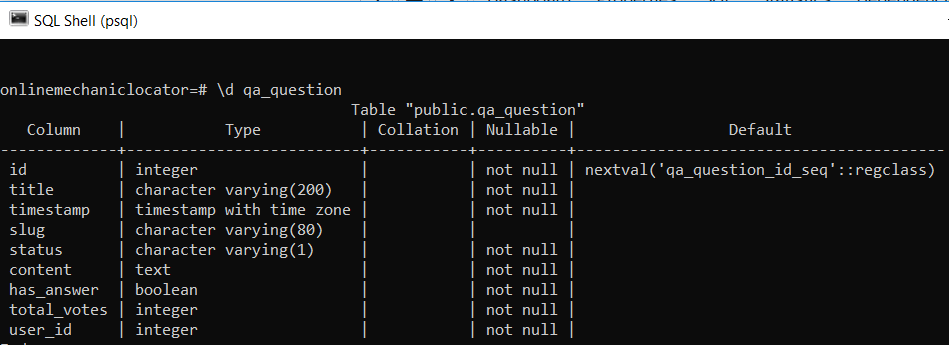 SQL Shell (psql)
onlinemechaniclocator=# \d qa_question
                                       Table "public.qa_question"
   Column    |           Type           | Collation | Nullable |                 Default
-------------+--------------------------+-----------+----------+-----------------------------------------
 id          | integer                  |           | not null | nextval('qa_question_id_seq'::regclass)
 title       | character varying(200)   |           | not null |
 timestamp   | timestamp with time zone |           | not null |
 slug        | character varying(80)    |           |          |
 status      | character varying(1)     |           | not null |
 content     | text                     |           | not null |
 has_answer  | boolean                  |           | not null |
 total_votes | integer                  |           | not null |
 user_id     | integer                  |           | not null |